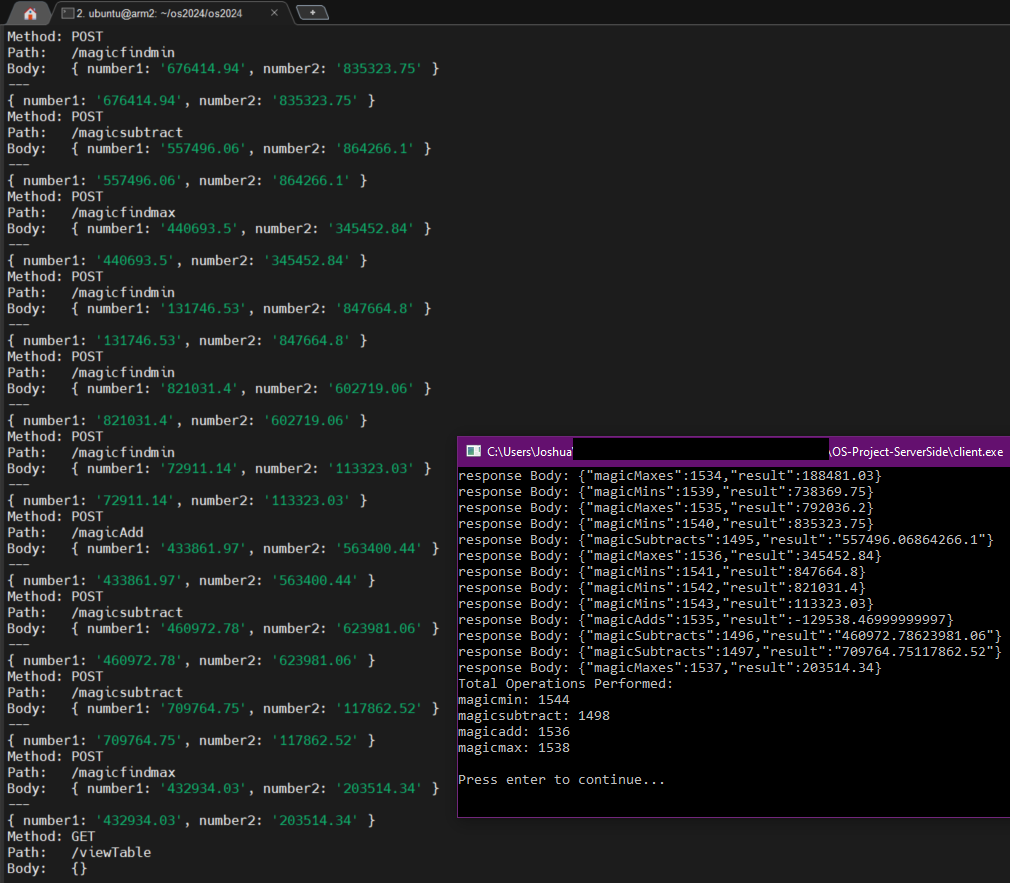 2. ubuntu@arm2: ~/os2024/os2024
Method: POST
Path:   /magicfindmin
Body:   { number1: '676414.94', number2: '835323.75' }
---
{ number1: '676414.94', number2: '835323.75' }
Method: POST
Path:   /magicsubtract
Body:   { number1: '557496.06', number2: '864266.1' }
---
{ number1: '557496.06', number2: '864266.1' }
Method: POST
Path:   /magicfindmax
Body:   { number1: '440693.5', number2: '345452.84' }
---
{ number1: '440693.5', number2: '345452.84' }
Method: POST
Path:   /magicfindmin
Body:   { number1: '131746.53', number2: '847664.8' }
---
{ number1: '131746.53', number2: '847664.8' }
Method: POST
Path:   /magicfindmin
Body:   { number1: '821031.4', number2: '602719.06' }
---
{ number1: '821031.4', number2: '602719.06' }
Method: POST
Path:   /magicfindmin
Body:   { number1: '72911.14', number2: '113323.03' }
---
{ number1: '72911.14', number2: '113323.03' }
Method: POST
Path:   /magicAdd
Body:   { number1: '433861.97', number2: '563400.44' }
---
{ number1: '433861.97', number2: '563400.44' }
Method: POST
Path:   /magicsubtract
Body:   { number1: '460972.78', number2: '623981.06' }
---
{ number1: '460972.78', number2: '623981.06' }
Method: POST
Path:   /magicsubtract
Body:   { number1: '709764.75', number2: '117862.52' }
---
{ number1: '709764.75', number2: '117862.52' }
Method: POST
Path:   /magicfindmax
Body:   { number1: '432934.03', number2: '203514.34' }
---
{ number1: '432934.03', number2: '203514.34' }
Method: GET
Path:   /viewTable
Body:   {}
C:\Users\Joshua\ \OS-Project-ServerSide\client.exe
response Body: {"magicMaxes":1534,"result":188481.03}
response Body: {"magicMins":1539,"result":738369.75}
response Body: {"magicMaxes":1535,"result":792036.2}
response Body: {"magicMins":1540,"result":835323.75}
response Body: {"magicSubtracts":1495,"result":"557496.06864266.1"}
response Body: {"magicMaxes":1536,"result":345452.84}
response Body: {"magicMins":1541,"result":847664.8}
response Body: {"magicMins":1542,"result":821031.4}
response Body: {"magicMins":1543,"result":113323.03}
response Body: {"magicAdds":1535,"result":-129538.46999999997}
response Body: {"magicSubtracts":1496,"result":"460972.78623981.06"}
response Body: {"magicSubtracts":1497,"result":"709764.75117862.52"}
response Body: {"magicMaxes":1537,"result":203514.34}
Total Operations Performed:
magicmin: 1544
magicsubtract: 1498
magicadd: 1536
magicmax: 1538
Press enter to continue...